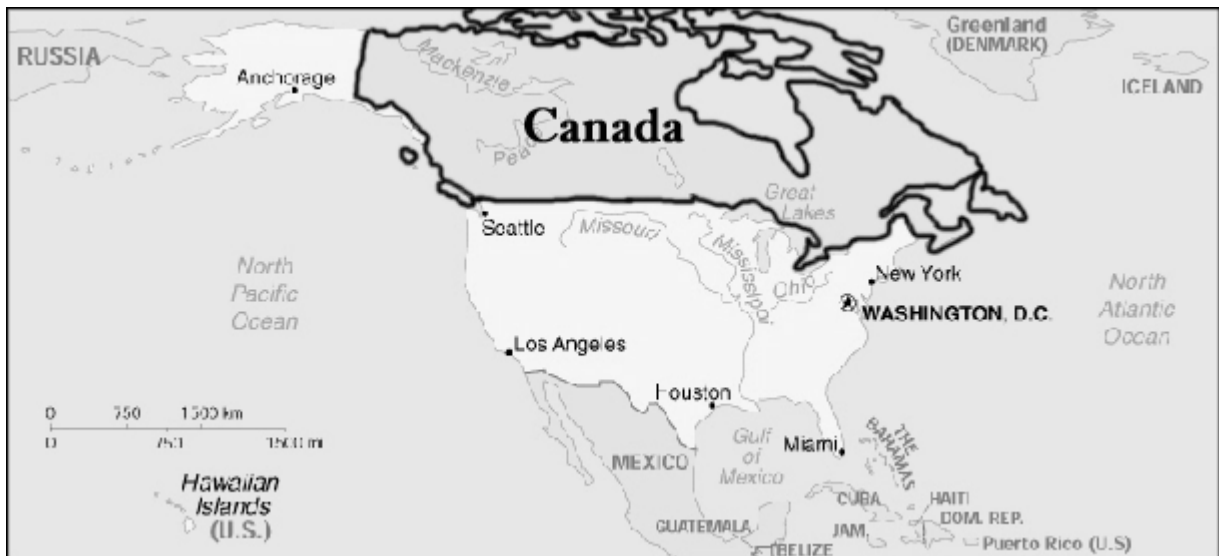 Greenland
(DENMARK)
RUSSIA
Mackenzie
Anchorage
ICELAND
Canada
Peace
Great
Lakes
Seattle
Missouri
Mississippi
Ohio
New York
North
Pacific
Ocean
North
Atlantic
Ocean
WASHINGTON, D.C.
Los Angeles
Houston
0 750 1500 km
0 750 1500 mi
Gulf
of
Mexico
Miami
THE
BAHAMAS
MEXICO
Hawaiian
Islands
(U.S.)
CUBA
HAITI
DOM. REP.
GUATEMALA
JAM.
BELIZE
Puerto Rico (U.S)